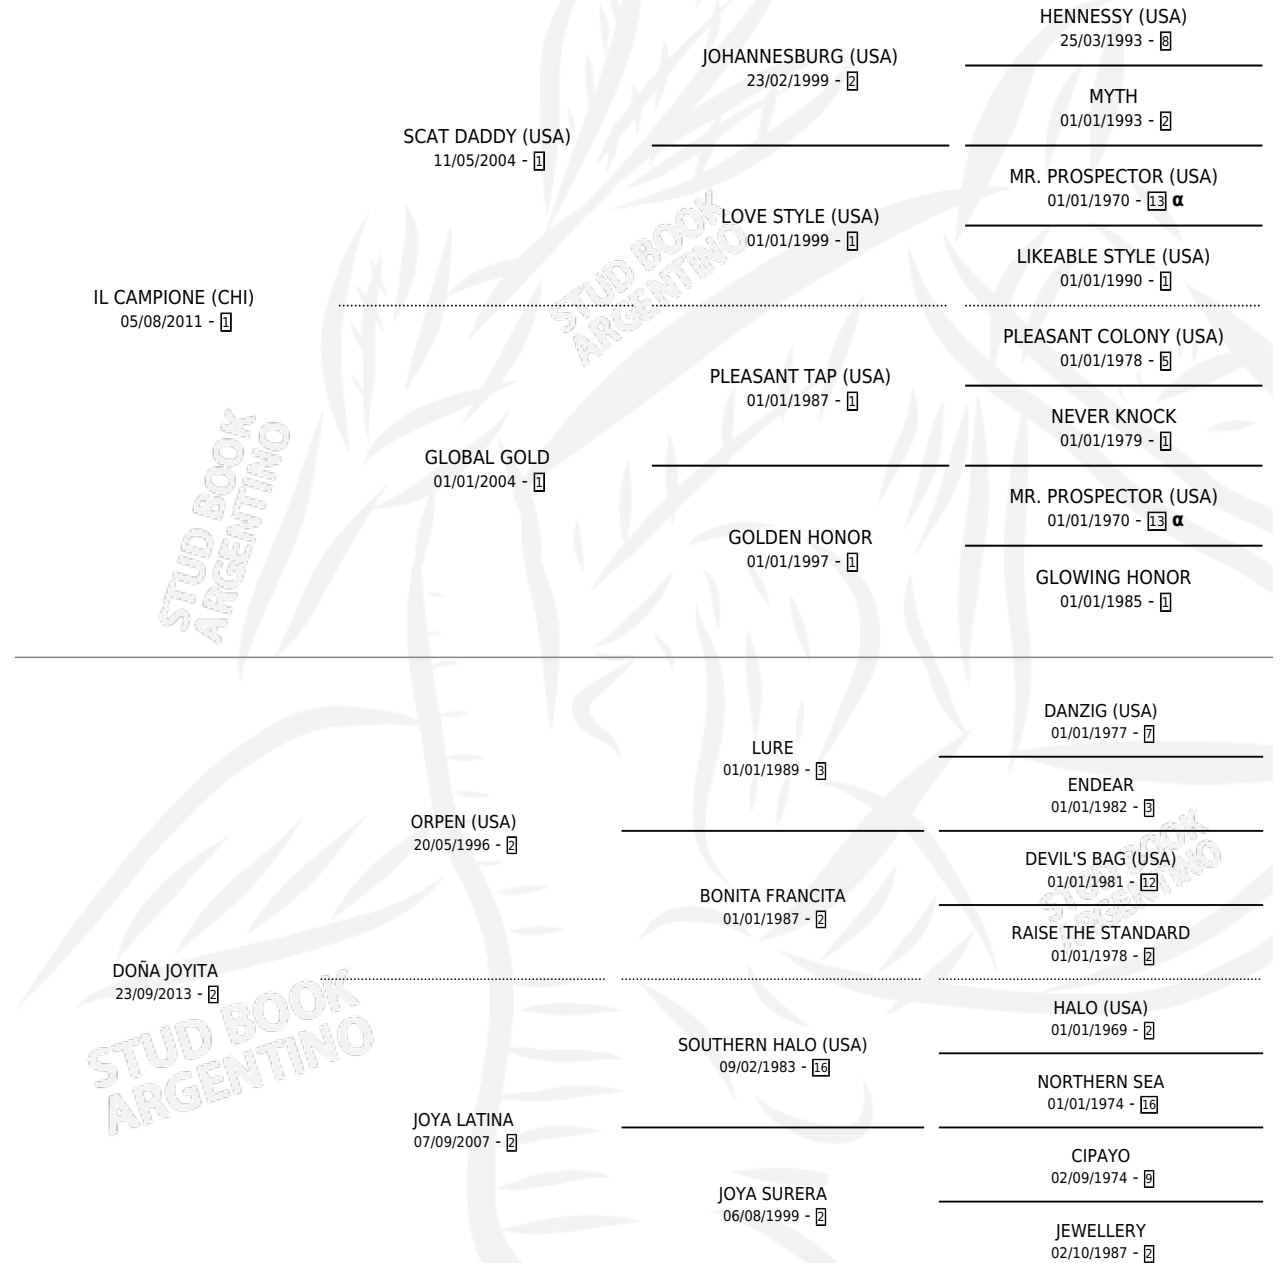 HENNESSY (USA)
25/03/1993 - 8
JOHANNESBURG (USA)
23/02/1999 - 2
MYTH
01/01/1993 - 2
SCAT DADDY (USA)
11/05/2004 - 1
MR. PROSPECTOR (USA)
01/01/1970 - 13 α
LOVE STYLE (USA)
01/01/1999 - 1
LIKEABLE STYLE (USA)
01/01/1990 - 1
IL CAMPIONE (CHI)
05/08/2011 - 1
PLEASANT COLONY (USA)
01/01/1978 - 5
PLEASANT TAP (USA)
01/01/1987 - 1
NEVER KNOCK
01/01/1979 - 1
GLOBAL GOLD
01/01/2004 - 1
MR. PROSPECTOR (USA)
01/01/1970 - 13 α
GOLDEN HONOR
01/01/1997 - 1
GLOWING HONOR
01/01/1985 - 1
DANZIG (USA)
01/01/1977 - 7
LURE
01/01/1989 - 3
ENDEAR
01/01/1982 - 3
ORPEN (USA)
20/05/1996 - 2
DEVIL'S BAG (USA)
01/01/1981 - 12
BONITA FRANCITA
01/01/1987 - 2
RAISE THE STANDARD
01/01/1978 - 2
DOÑA JOYITA
23/09/2013 - 2
HALO (USA)
01/01/1969 - 2
SOUTHERN HALO (USA)
09/02/1983 - 16
NORTHERN SEA
01/01/1974 - 16
JOYA LATINA
07/09/2007 - 2
CIPAYO
02/09/1974 - 9
JOYA SURERA
06/08/1999 - 2
JEWELLERY
02/10/1987 - 2
STUD BOOK
ARGENTINO
STUD BOOK
ARGENTINO
STUD BOOK
ARGENTINO
STUD BOOK
ARGENTINO